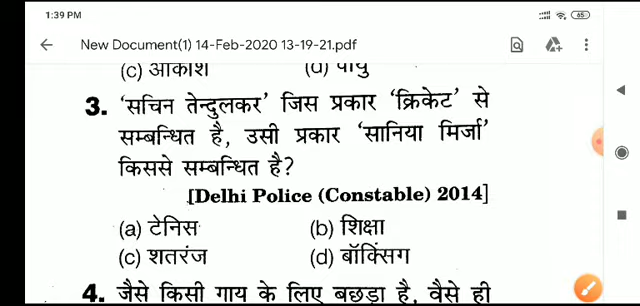 1:39 PM
65
New Document(1) 14-Feb-2020 13-19-21.pdf
(c) आकाश (d) वायु
3. 'सचिन तेन्दुलकर' जिस प्रकार 'क्रिकेट' से
सम्बन्धित है, उसी प्रकार 'सानिया मिर्जा'
किससे सम्बन्धित है?
[Delhi Police (Constable) 2014]
(a) टेनिस (b) शिक्षा
(c) शतरंज (d) बॉक्सिंग
4. जैसे किसी गाय के लिए बछड़ा है, वैसे ही